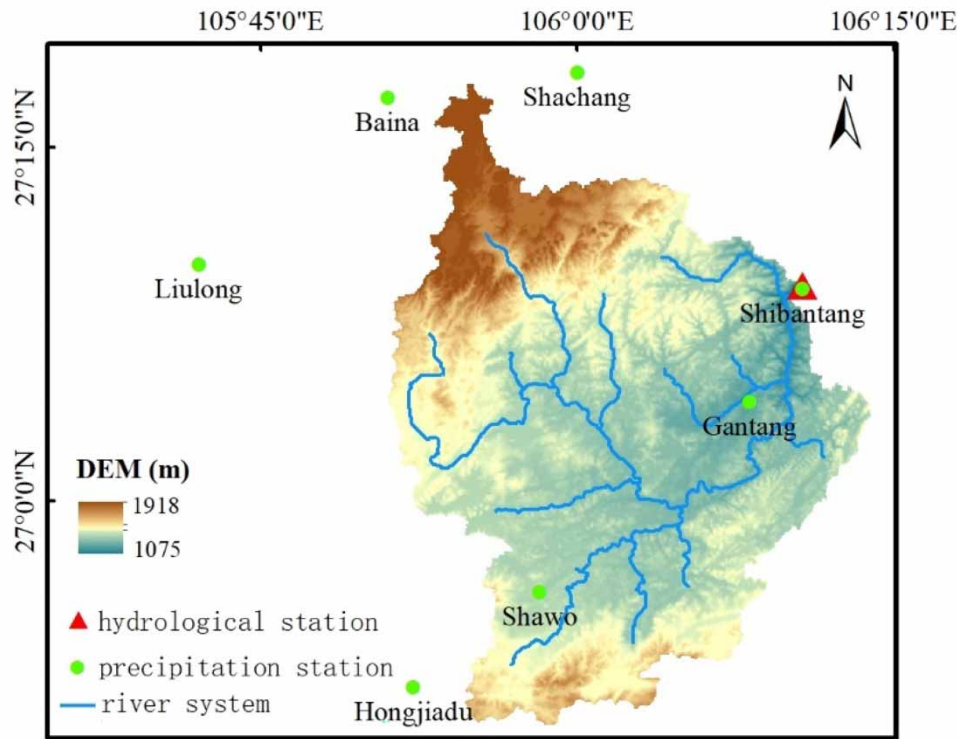 105°45'0"E
106°0'0"E
106°15'0"E
27°15'0"N
27°0'0"N
N
Shachang
Baina
Liulong
Shibantang
Gantang
DEM (m)
1918
1075
Shawo
hydrological station
precipitation station
river system
Hongjiadu